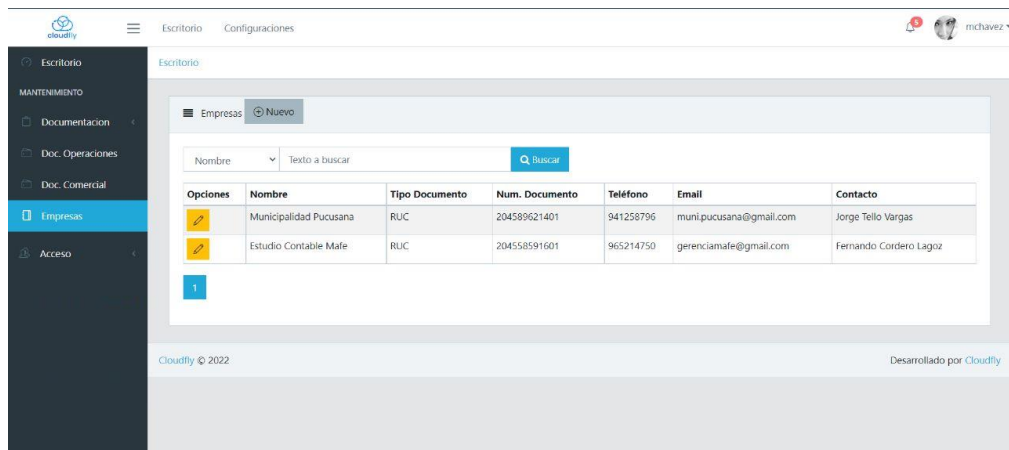 cloudfly
Escritorio Configuraciones 5 mchavez
Escritorio
Escritorio
MANTENIMIENTO
Empresas Nuevo
Documentacion
Doc. Operaciones
Nombre Texto a buscar Buscar
Doc. Comercial
Opciones Nombre Tipo Documento Num. Documento Teléfono Email Contacto
Empresas
Municipalidad Pucusana RUC 204589621401 941258796 muni.pucusana@gmail.com Jorge Tello Vargas
Estudio Contable Mafe RUC 204558591601 965214750 gerenciamafe@gmail.com Fernando Cordero Lagoz
Acceso
1
Cloudfly © 2022 Desarrollado por Cloudfly